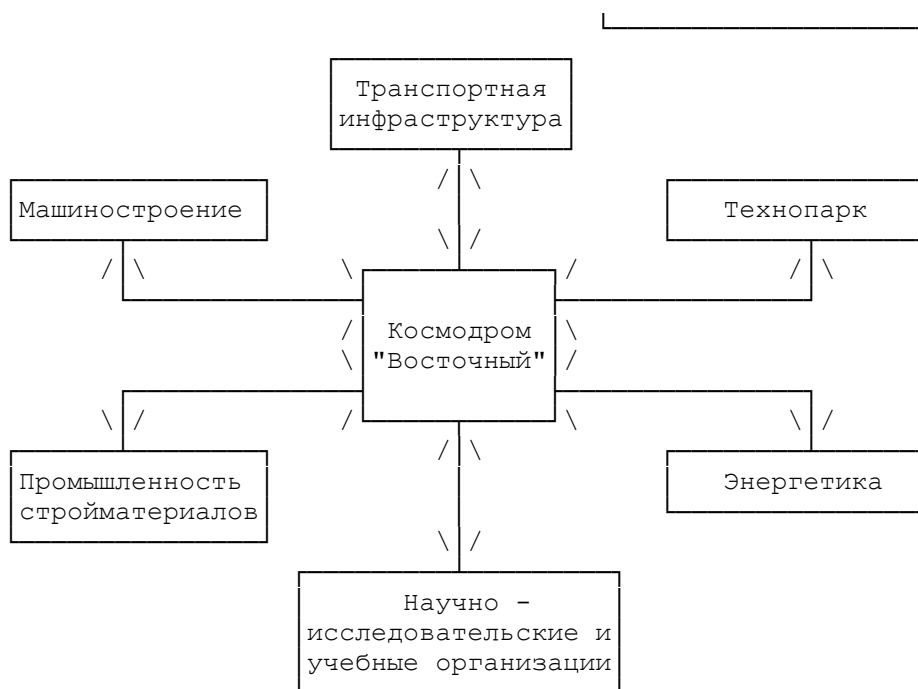 Транспортная
инфраструктура
Машиностроение
Технопарк
Космодром
"Восточный"
Промышленность
стройматериалов
Энергетика
Научно -
исследовательские и
учебные организации